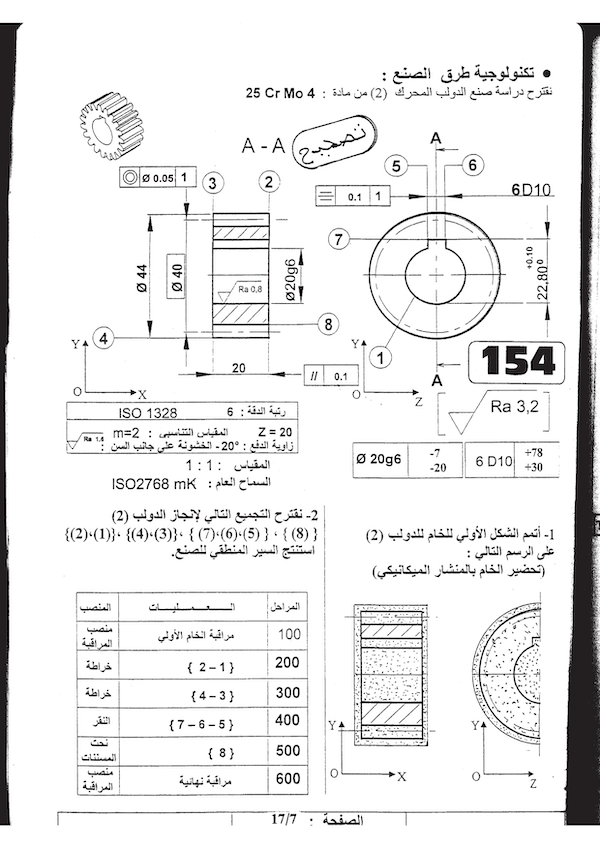 • تكنولوجية طرق الصنع :
نقترح دراسة صنع الدولب المحرك (2) من مادة : 25 Cr Mo 4
تصحيح
A - A
A
5
6
6D10
◎ Ø 0.05 1
3
2
0.1 1
7
Ø 44
Ø 40
Ra 0,8
Ø20g6
22,80 +0.10 0
8
4
1
20
// 0.1
A
154
Y
O
X
Y
O
Z
Ra 3,2
رتبة الدقة : 6 ISO 1328
Z = 20 المقياس التناسبي : m=2
زاوية الدفع : 20° - الخشونة على جانب السن : Ra 1,6
المقياس : 1 : 1
السماح العام : ISO2768 mK
Ø 20g6 -7 -20
6 D10 +78 +30
2- نقترح التجميع التالي لإنجاز الدولب (2)
{(2)،(1)}، {(4)،(3)}، {(7)،(6)،(5)} ، {(8)}
استنتج السير المنطقي للصنع.
1- أتمم الشكل الأولي للخام للدولب (2)
على الرسم التالي :
(تحضير الخام بالمنشار الميكانيكي)
المراحل العمليات المنصب
100 مراقبة الخام الأولي منصب المراقبة
200 { 2 – 1 } خراطة
300 { 4 – 3 } خراطة
400 { 7 – 6 – 5 } النقر
500 { 8 } نحت المسننات
600 مراقبة نهائية منصب المراقبة
Y
O
X
Y
O
Z
الصفحة : 17/7